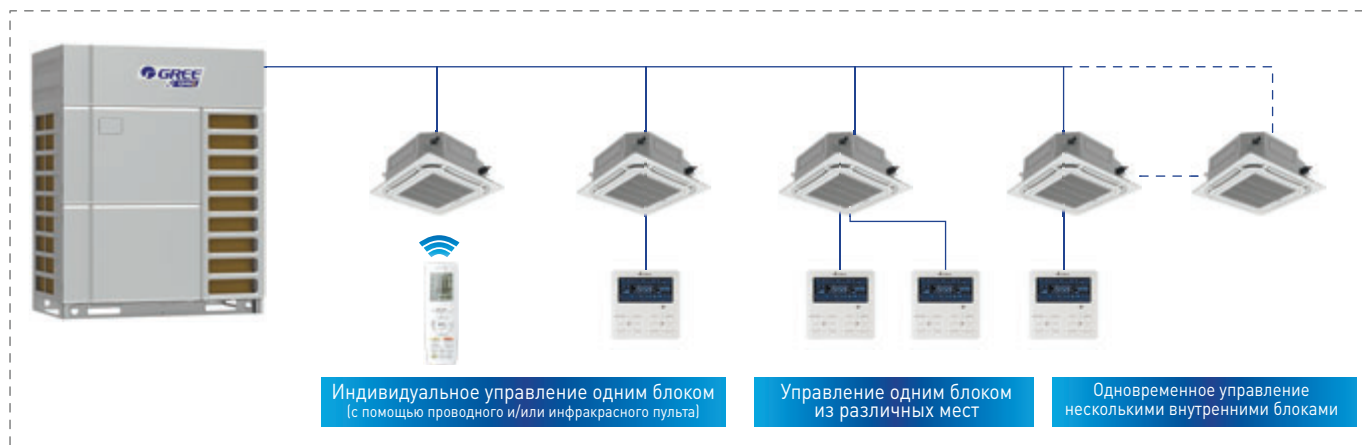 GREE
Индивидуальное управление одним блоком
(с помощью проводного и/или инфракрасного пульта)
Управление одним блоком
из различных мест
Одновременное управление
несколькими внутренними блоками